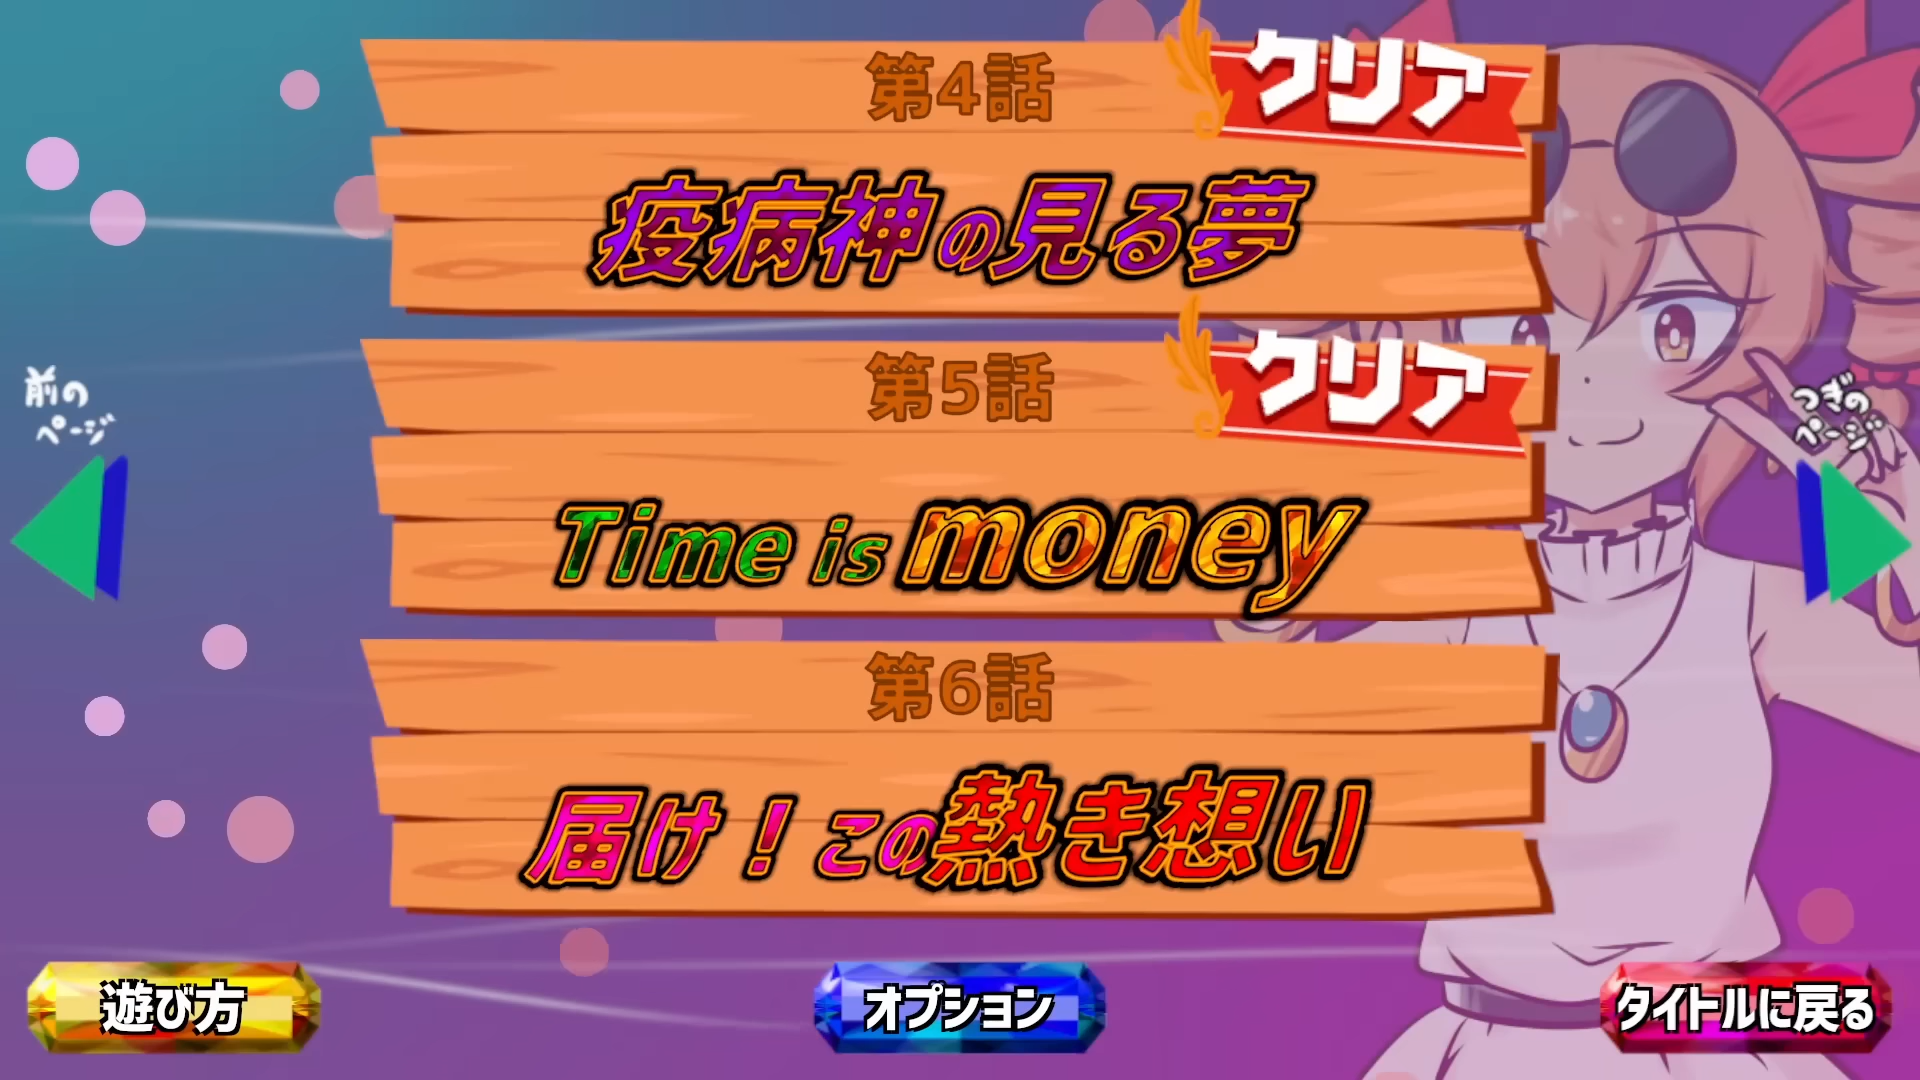 第4話
クリア
疫病神の見る夢
第5話
クリア
Time is money
第6話
届け！この熱き想い
前の
ページ
つぎの
ページ
遊び方
オプション
タイトルに戻る